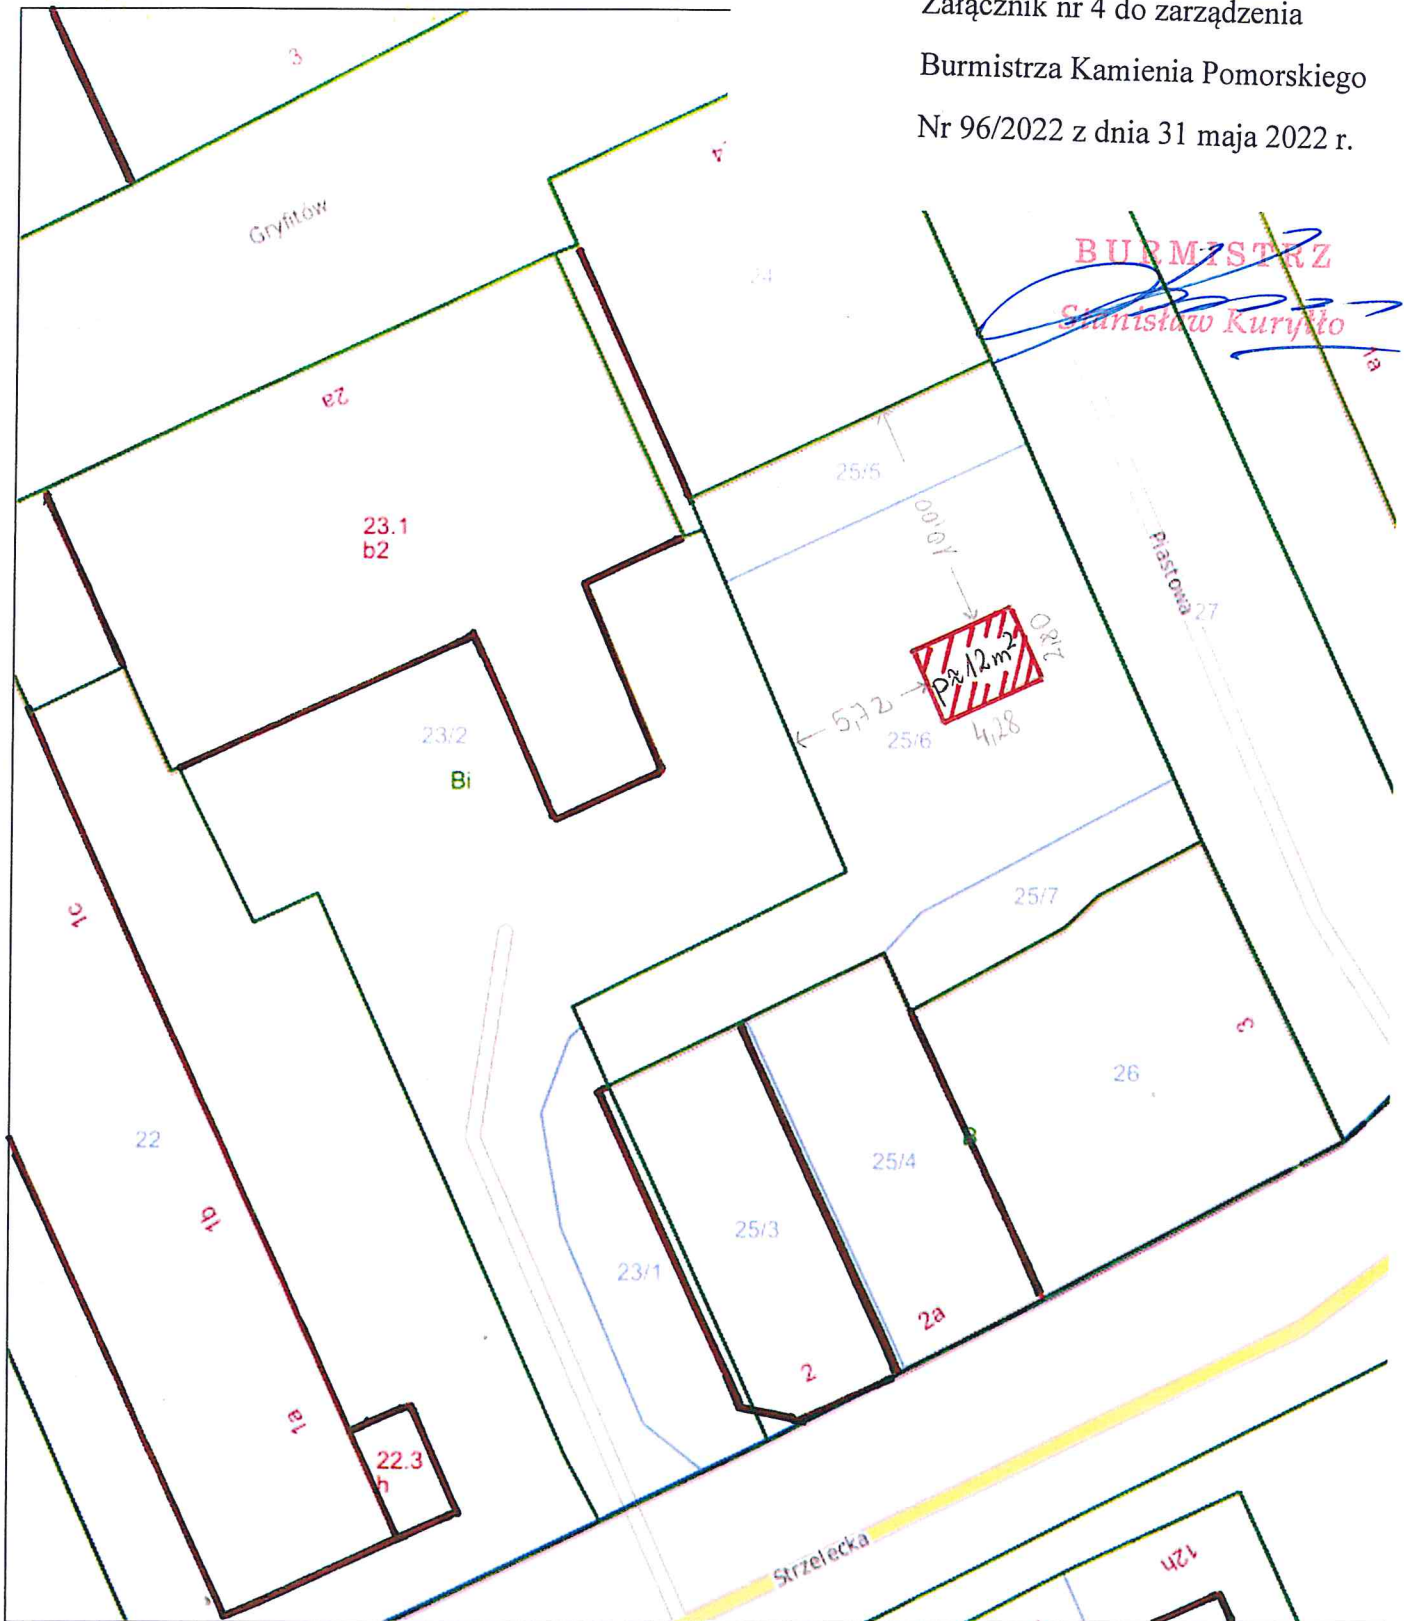 Załącznik nr 4 do zarządzenia
Burmistrza Kamienia Pomorskiego
Nr 96/2022 z dnia 31 maja 2022 r.
BURMISTRZ
Stanisław Kuryłło
3
4
Gryfitów
24
2a
1a
25/5
23.1
b2
10,00
Piastowa
27
p≈12m²
2,80
5,72
4,28
23/2
25/6
Bi
25/7
1c
3
26
22
B
25/4
1b
25/3
23/1
2a
2
1a
22.3
h
Strzelecka
12h